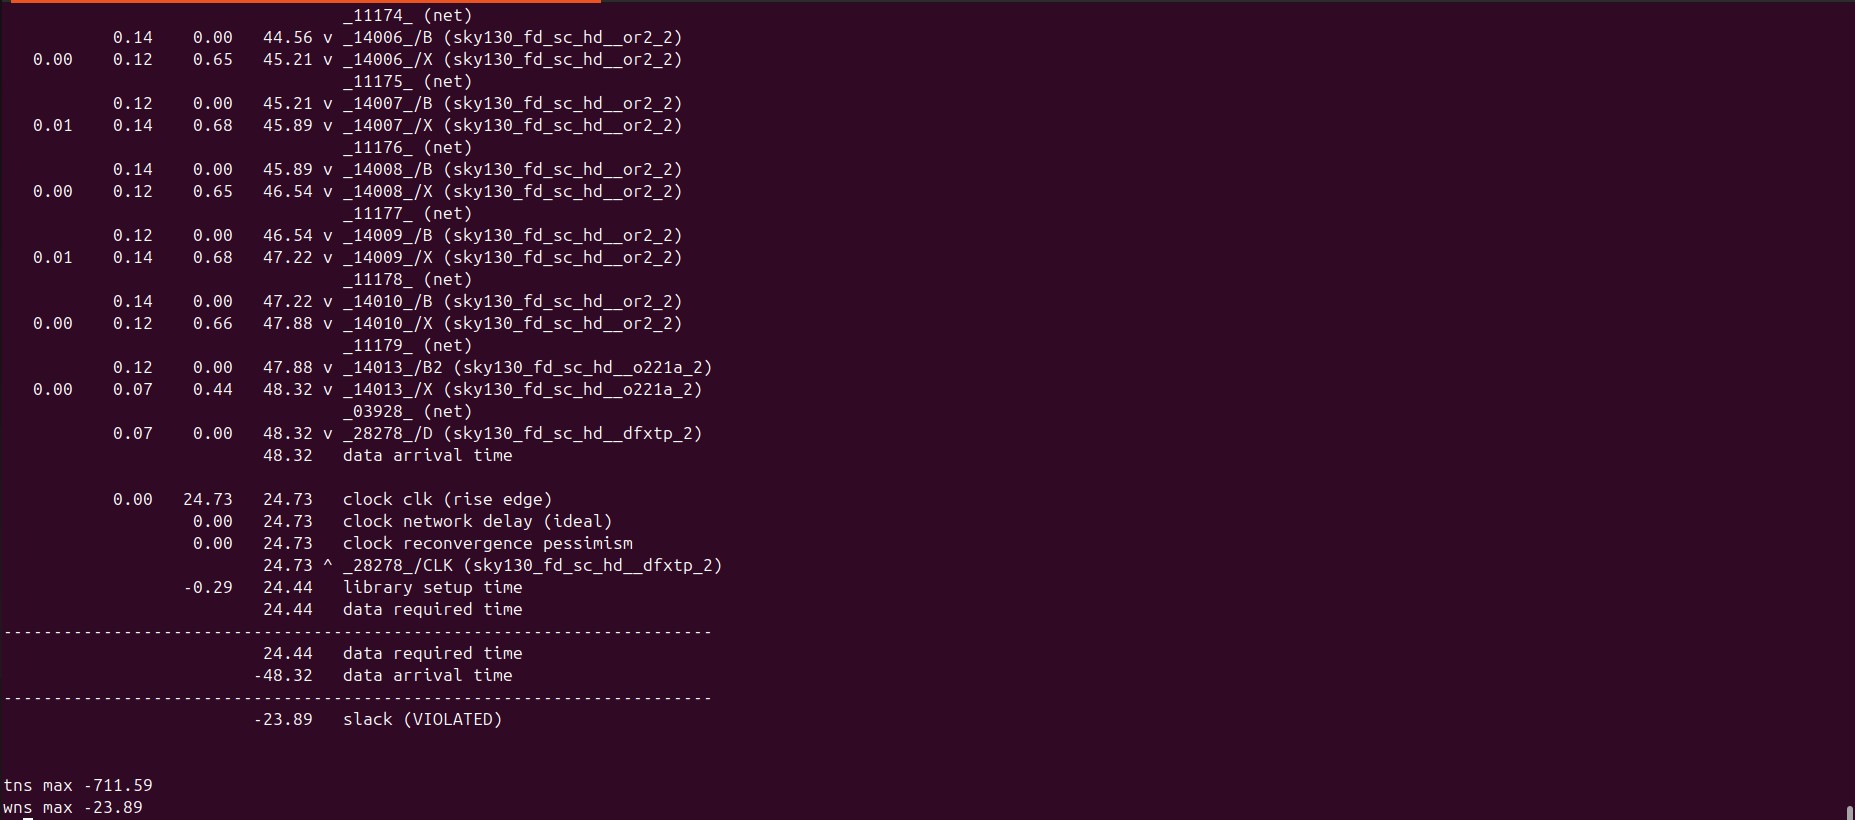 _11174_ (net)
0.14 0.00 44.56 v _14006_/B (sky130_fd_sc_hd__or2_2)
0.00 0.12 0.65 45.21 v _14006_/X (sky130_fd_sc_hd__or2_2)
_11175_ (net)
0.12 0.00 45.21 v _14007_/B (sky130_fd_sc_hd__or2_2)
0.01 0.14 0.68 45.89 v _14007_/X (sky130_fd_sc_hd__or2_2)
_11176_ (net)
0.14 0.00 45.89 v _14008_/B (sky130_fd_sc_hd__or2_2)
0.00 0.12 0.65 46.54 v _14008_/X (sky130_fd_sc_hd__or2_2)
_11177_ (net)
0.12 0.00 46.54 v _14009_/B (sky130_fd_sc_hd__or2_2)
0.01 0.14 0.68 47.22 v _14009_/X (sky130_fd_sc_hd__or2_2)
_11178_ (net)
0.14 0.00 47.22 v _14010_/B (sky130_fd_sc_hd__or2_2)
0.00 0.12 0.66 47.88 v _14010_/X (sky130_fd_sc_hd__or2_2)
_11179_ (net)
0.12 0.00 47.88 v _14013_/B2 (sky130_fd_sc_hd__o221a_2)
0.00 0.07 0.44 48.32 v _14013_/X (sky130_fd_sc_hd__o221a_2)
_03928_ (net)
0.07 0.00 48.32 v _28278_/D (sky130_fd_sc_hd__dfxtp_2)
48.32 data arrival time
0.00 24.73 24.73 clock clk (rise edge)
0.00 24.73 clock network delay (ideal)
0.00 24.73 clock reconvergence pessimism
24.73 ^ _28278_/CLK (sky130_fd_sc_hd__dfxtp_2)
-0.29 24.44 library setup time
24.44 data required time
-----------------------------------------------------------------------
24.44 data required time
-48.32 data arrival time
-----------------------------------------------------------------------
-23.89 slack (VIOLATED)
tns max -711.59
wns max -23.89